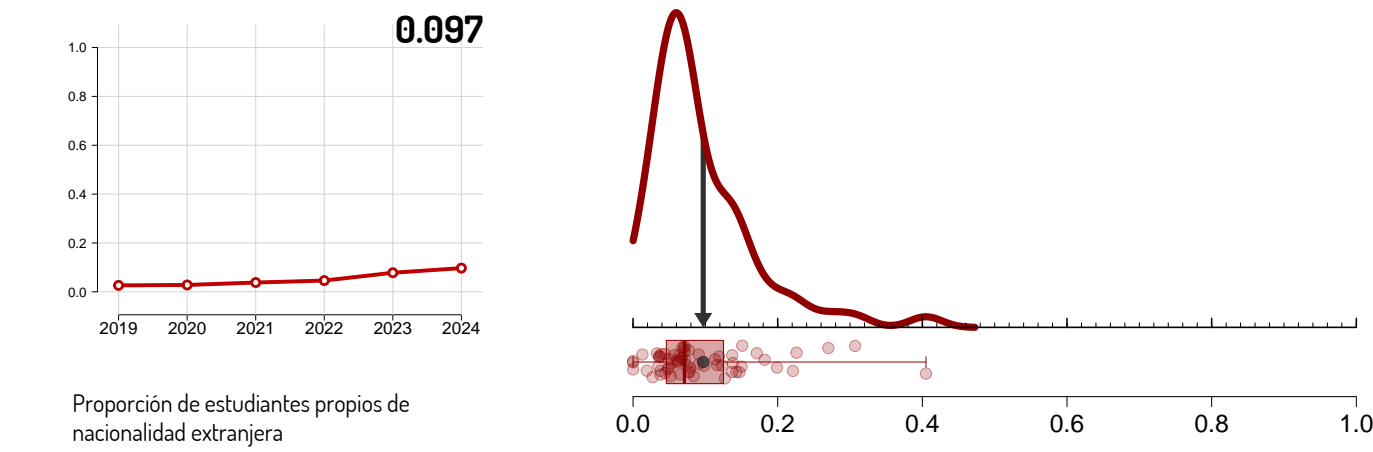 0.097
1.0
0.8
0.6
0.4
0.2
0.0
2019 2020 2021 2022 2023 2024
Proporción de estudiantes propios de
nacionalidad extranjera
0.0 0.2 0.4 0.6 0.8 1.0